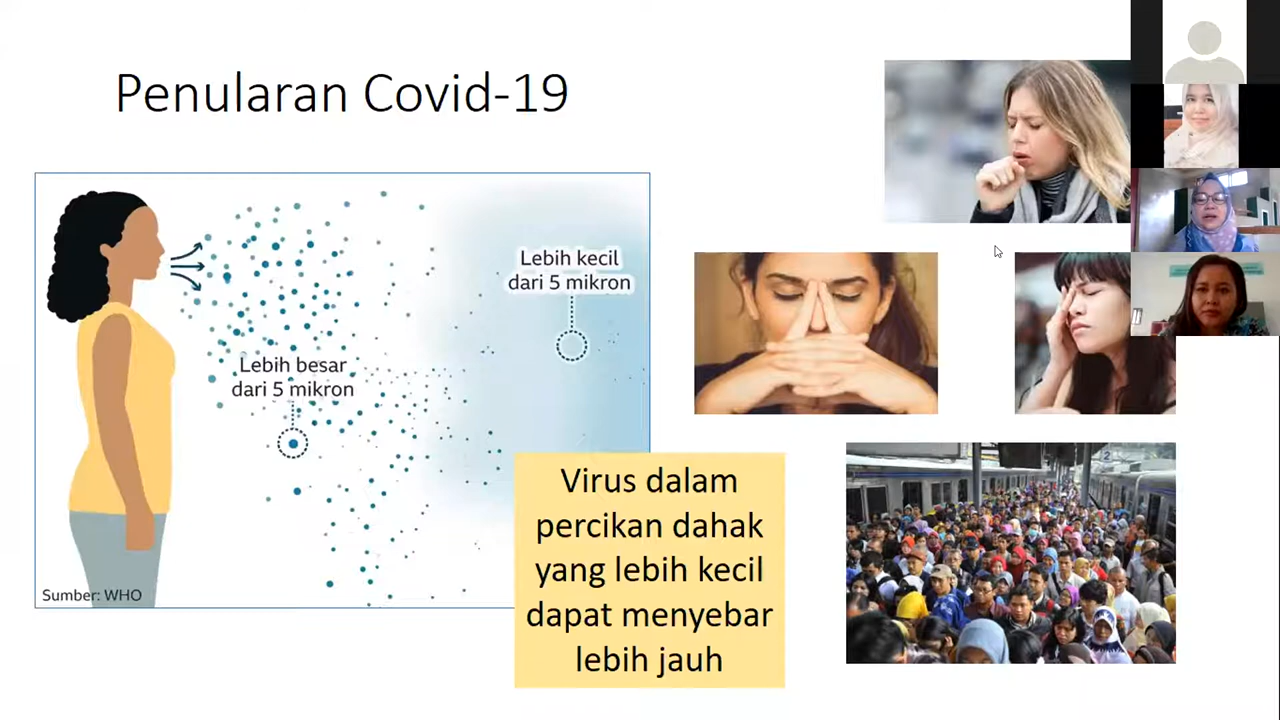 Penularan Covid-19
Lebih kecil
dari 5 mikron
Lebih besar
dari 5 mikron
Sumber: WHO
Virus dalam
percikan dahak
yang lebih kecil
dapat menyebar
lebih jauh